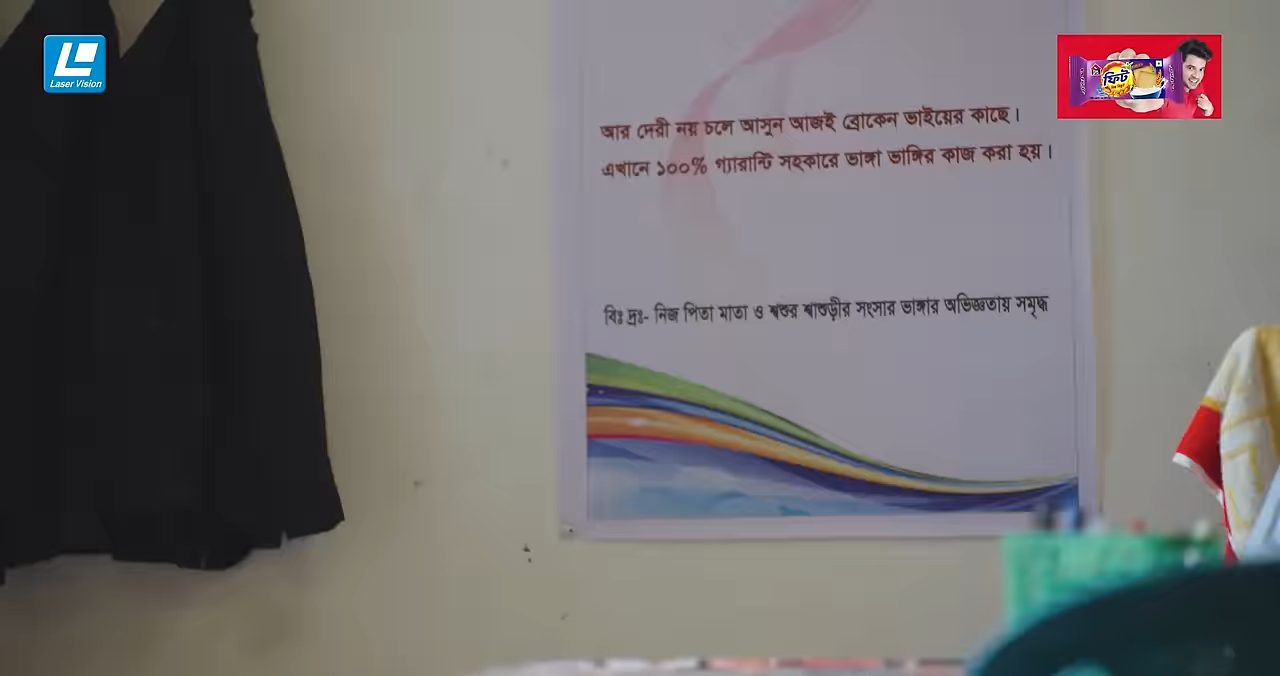 Laser Vision
ফিট
আর দেরী নয় চলে আসুন আজই ব্রোকেন ভাইয়ের কাছে।
এখানে ১০০% গ্যারান্টি সহকারে ভাঙ্গা ভাঙ্গির কাজ করা হয়।
বিঃ দ্রঃ- নিজ পিতা মাতা ও শ্বশুর শ্বাশুড়ীর সংসার ভাঙ্গার অভিজ্ঞতায় সমৃদ্ধ